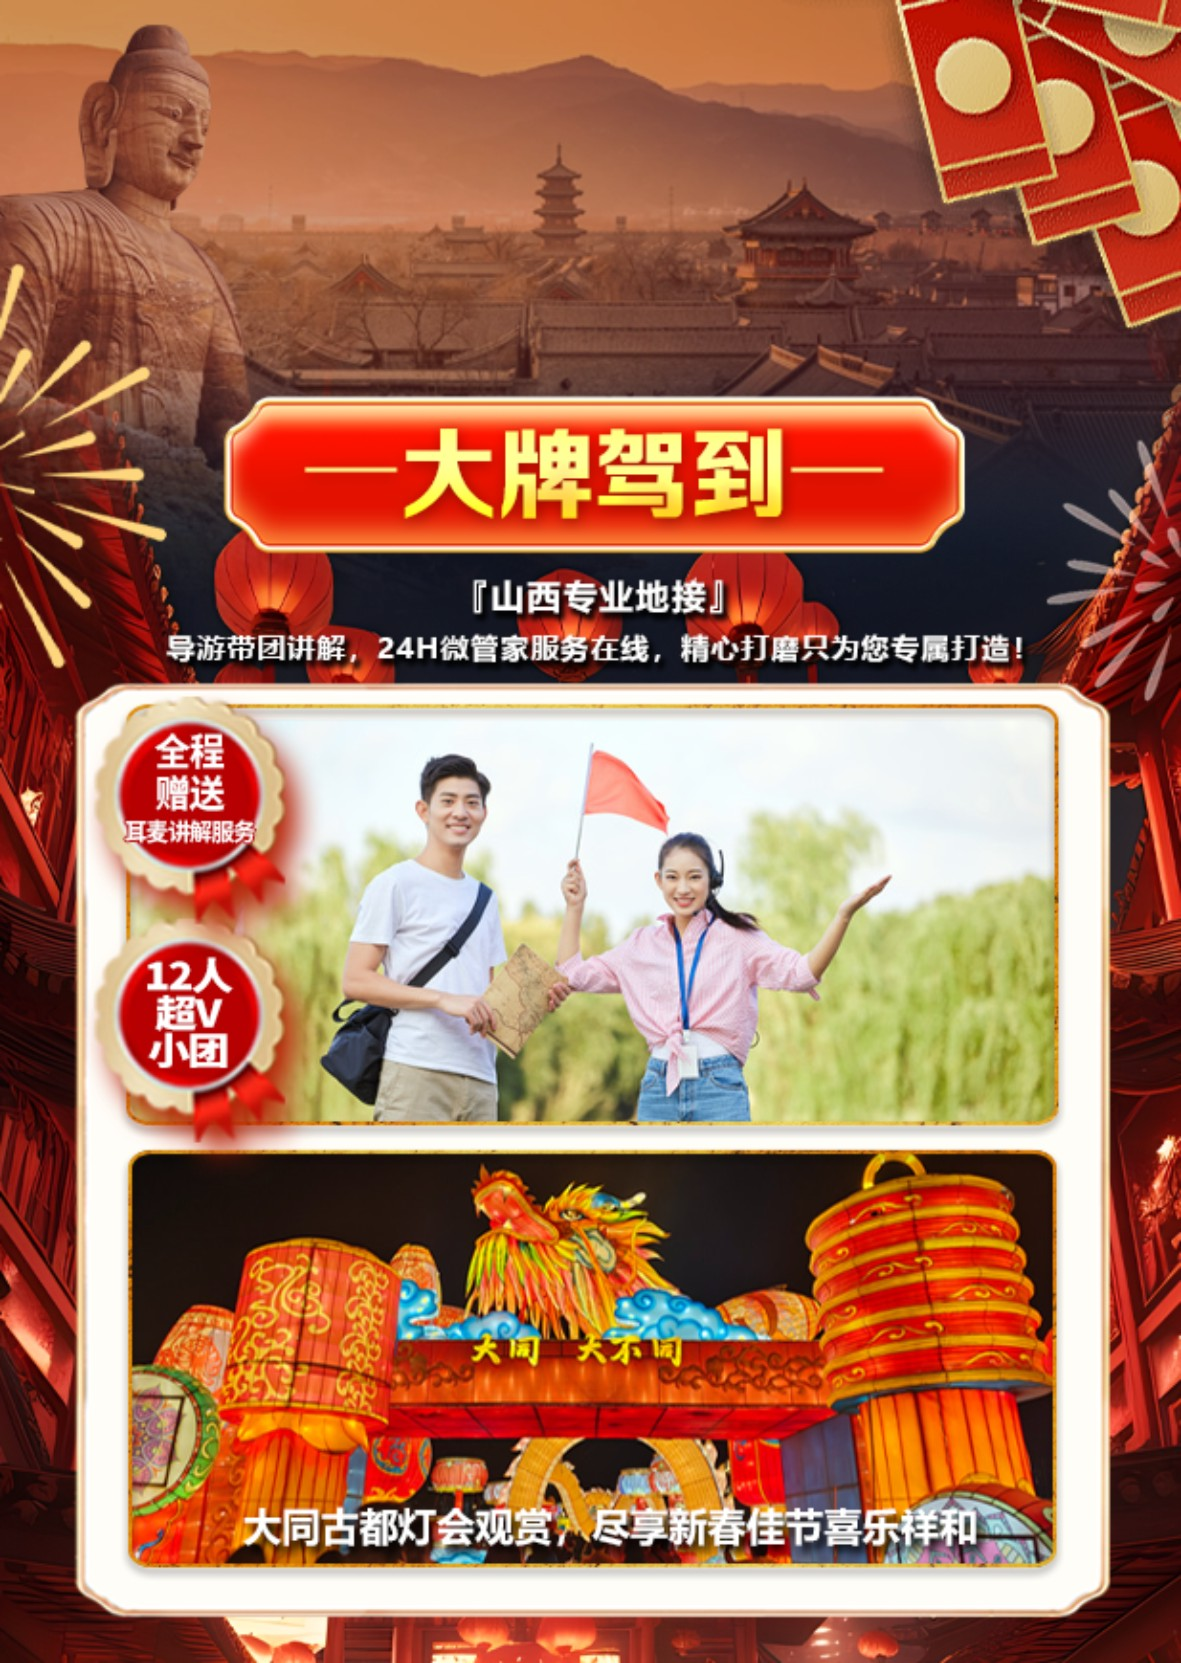 大牌驾到
『山西专业地接』
导游带团讲解，24H微管家服务在线，精心打磨只为您专属打造！
全程
赠送
耳麦讲解服务
12人
超V
小团
大同 大不同
大同古都灯会观赏，尽享新春佳节喜乐祥和